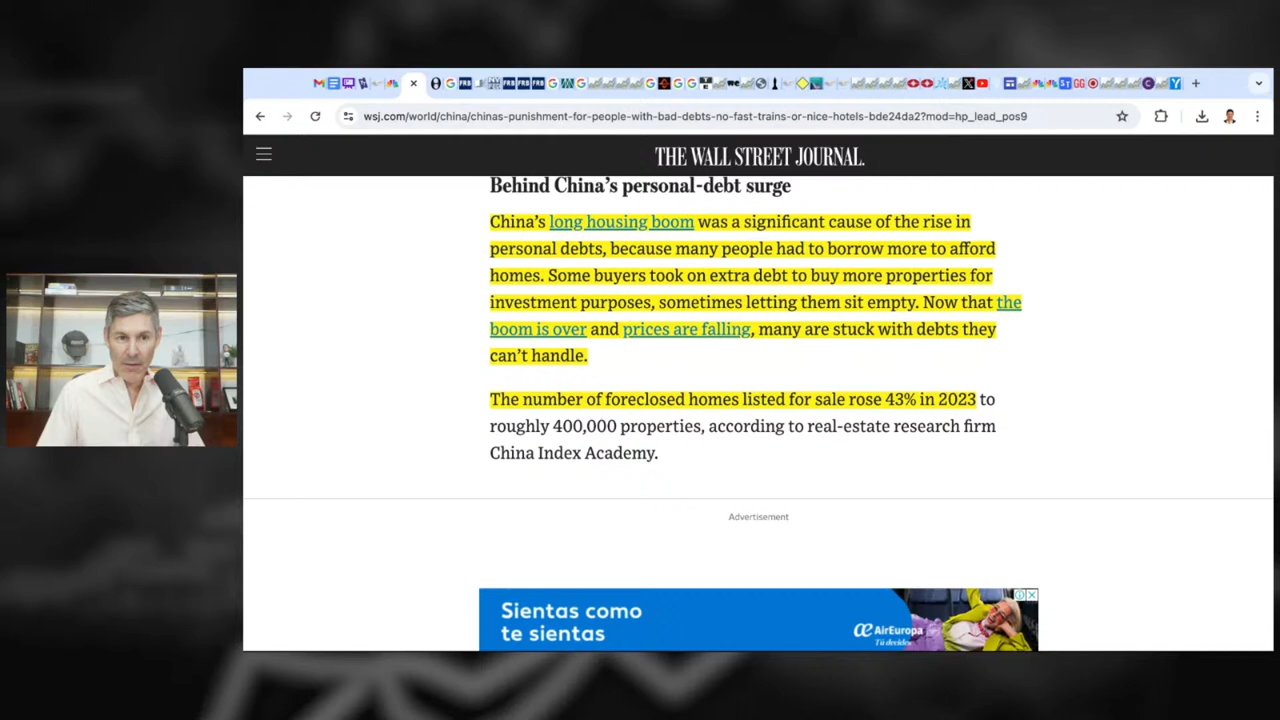 wsj.com/world/china/chinas-punishment-for-people-with-bad-debts-no-fast-trains-or-nice-hotels-bde24da2?mod=hp_lead_pos9
THE WALL STREET JOURNAL.
Behind China's personal-debt surge
China's long housing boom was a significant cause of the rise in
personal debts, because many people had to borrow more to afford
homes. Some buyers took on extra debt to buy more properties for
investment purposes, sometimes letting them sit empty. Now that the
boom is over and prices are falling, many are stuck with debts they
can't handle.
The number of foreclosed homes listed for sale rose 43% in 2023 to
roughly 400,000 properties, according to real-estate research firm
China Index Academy.
Advertisement
Sientas como
te sientas
AirEuropa
Tú decides